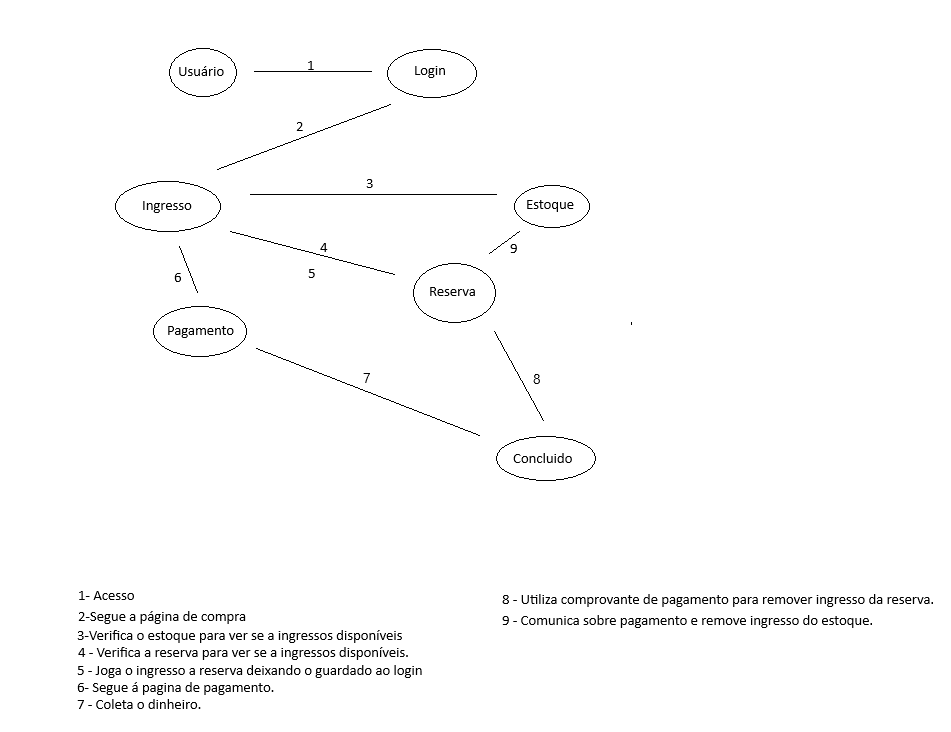 Usuário
1
Login
2
3
Ingresso
Estoque
4
9
5
6
Reserva
Pagamento
7
8
Concluido
1- Acesso
2-Segue a página de compra
3-Verifica o estoque para ver se a ingressos disponíveis
4 - Verifica a reserva para ver se a ingressos disponíveis.
5 - Joga o ingresso a reserva deixando o guardado ao login
6- Segue á pagina de pagamento.
7 - Coleta o dinheiro.
8 - Utiliza comprovante de pagamento para remover ingresso da reserva.
9 - Comunica sobre pagamento e remove ingresso do estoque.